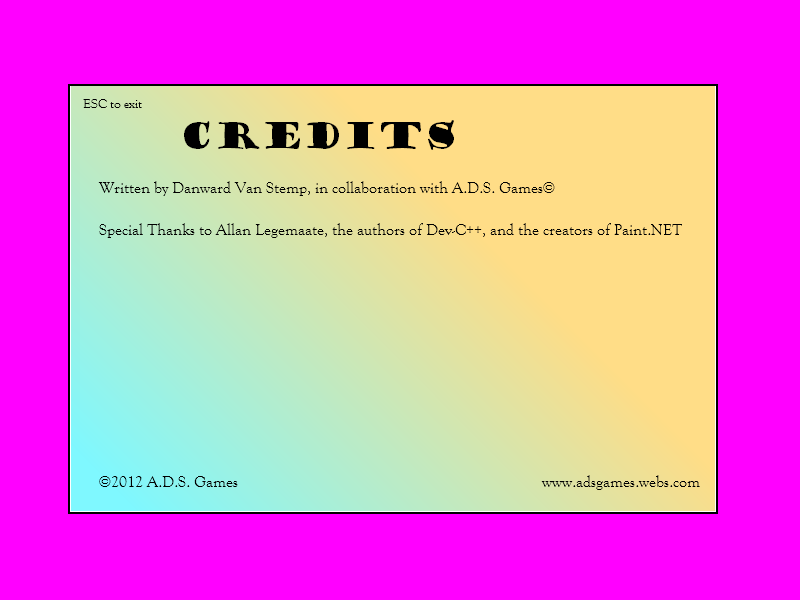 ESC to exit
CREDITS
Written by Danward Van Stemp, in collaboration with A.D.S. Games©
Special Thanks to Allan Legemaate, the authors of Dev-C++, and the creators of Paint.NET
©2012 A.D.S. Games
www.adsgames.webs.com